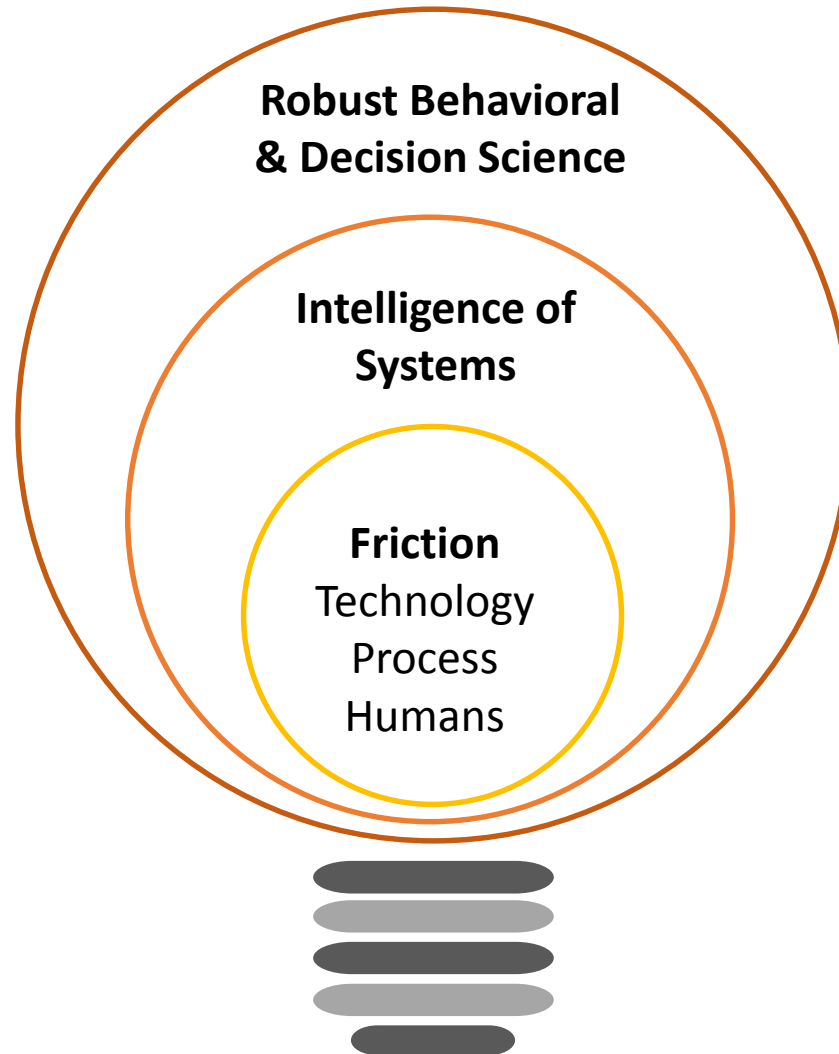 Robust Behavioral
& Decision Science
Intelligence of
Systems
Friction
Technology
Process
Humans